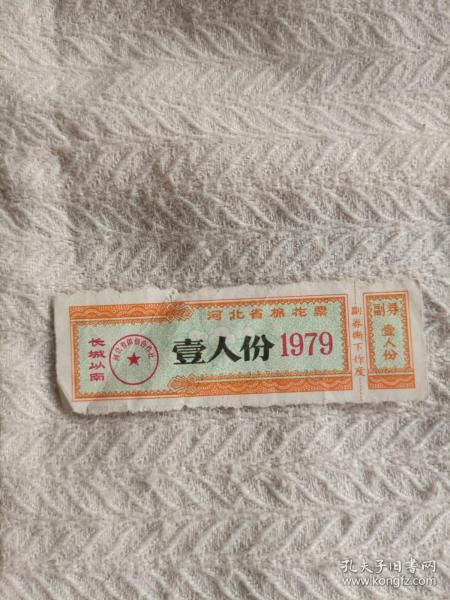 河北省棉花票
长城以南
壹人份
1979
副券撕下作废
副券
壹人份
孔夫子旧书网
www.kongfz.com